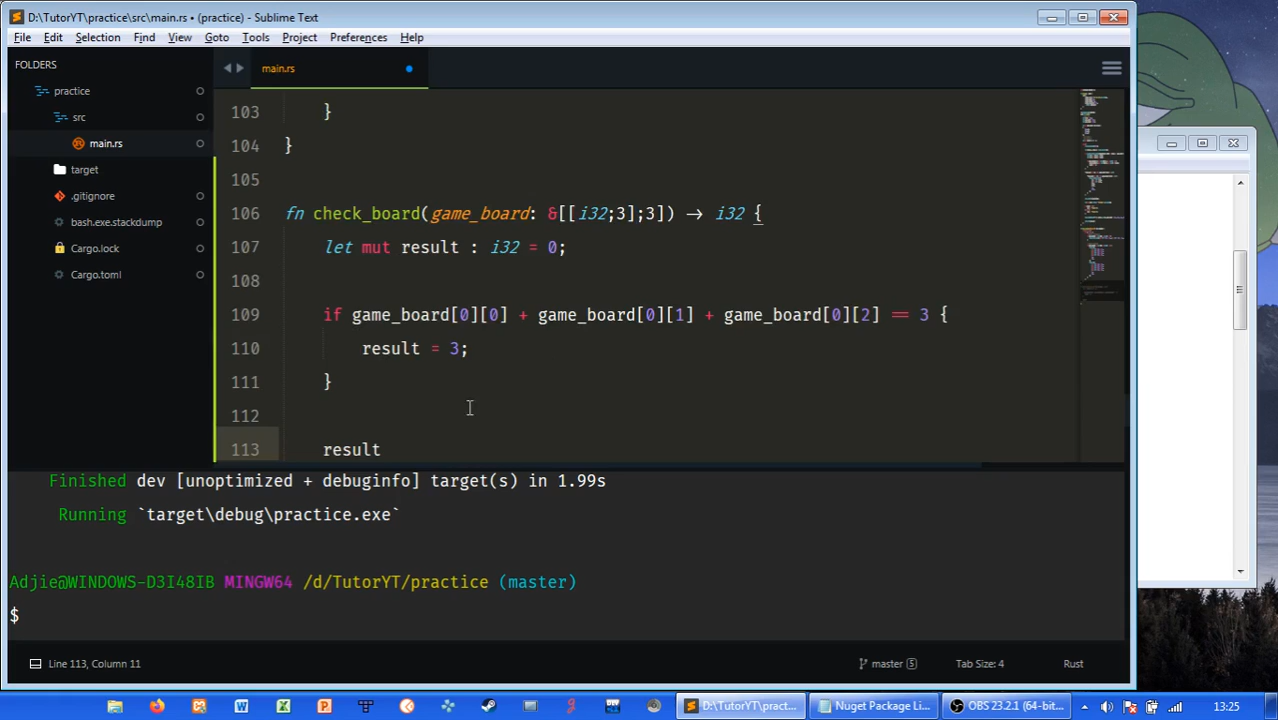 D:\TutorYT\practice\src\main.rs • (practice) - Sublime Text
File Edit Selection Find View Goto Tools Project Preferences Help
FOLDERS
practice
src
main.rs
target
.gitignore
bash.exe.stackdump
Cargo.lock
Cargo.toml
main.rs
103 }
104 }
105
106 fn check_board(game_board: &[[i32;3];3]) -> i32 {
107 let mut result : i32 = 0;
108
109 if game_board[0][0] + game_board[0][1] + game_board[0][2] == 3 {
110 result = 3;
111 }
112
113 result
Finished dev [unoptimized + debuginfo] target(s) in 1.99s
Running `target\debug\practice.exe`
Adjie@WINDOWS-D3I48IB MINGW64 /d/TutorYT/practice (master)
$
Line 113, Column 11
master 5
Tab Size: 4
Rust
D:\TutorYT\pract...
Nuget Package Li...
OBS 23.2.1 (64-bit...
13:25